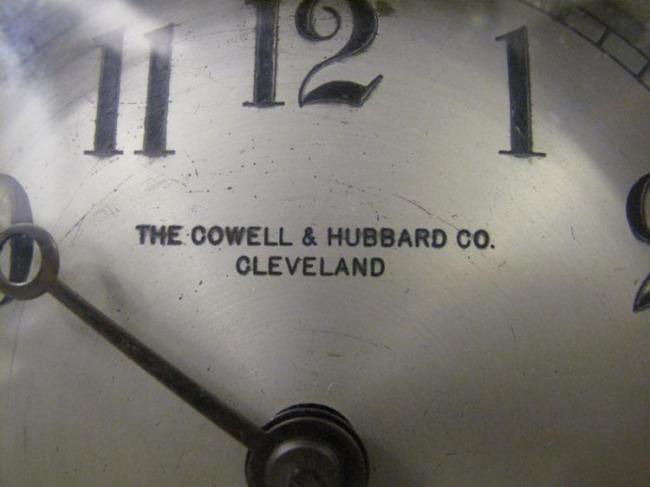 11 12 1
THE COWELL & HUBBARD CO.
CLEVELAND